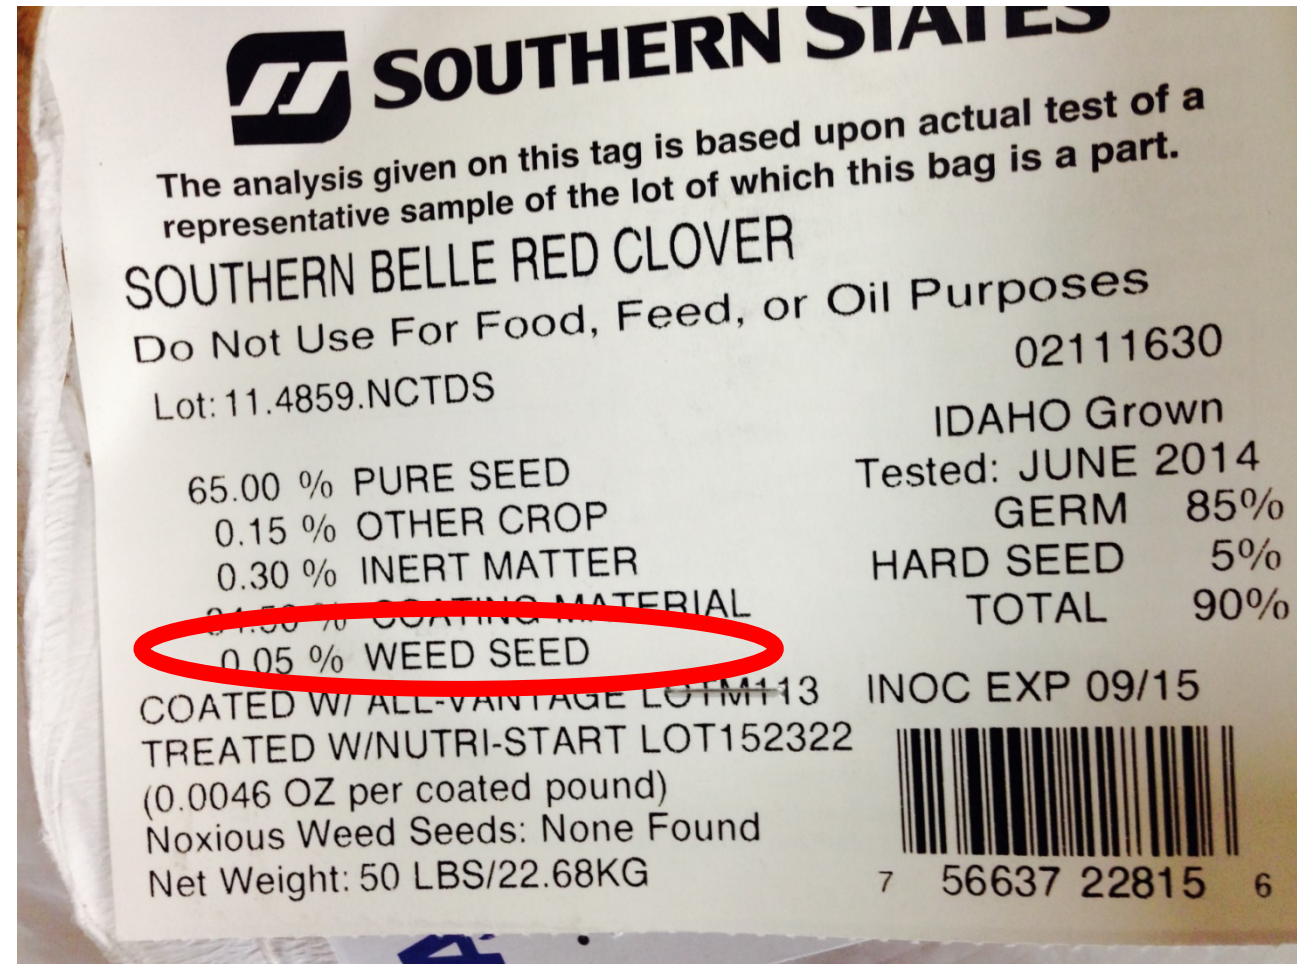 SOUTHERN STATES
The analysis given on this tag is based upon actual test of a
representative sample of the lot of which this bag is a part.
SOUTHERN BELLE RED CLOVER
Do Not Use For Food, Feed, or Oil Purposes
02111630
Lot: 11.4859.NCTDS
IDAHO Grown
65.00 % PURE SEED
Tested: JUNE 2014
0.15 % OTHER CROP
GERM 85%
0.30 % INERT MATTER
HARD SEED 5%
34.50 % COATING MATERIAL
TOTAL 90%
0.05 % WEED SEED
COATED W/ ALL-VANTAGE LOTM113
INOC EXP 09/15
TREATED W/NUTRI-START LOT152322
(0.0046 OZ per coated pound)
Noxious Weed Seeds: None Found
Net Weight: 50 LBS/22.68KG
7 56637 22815 6